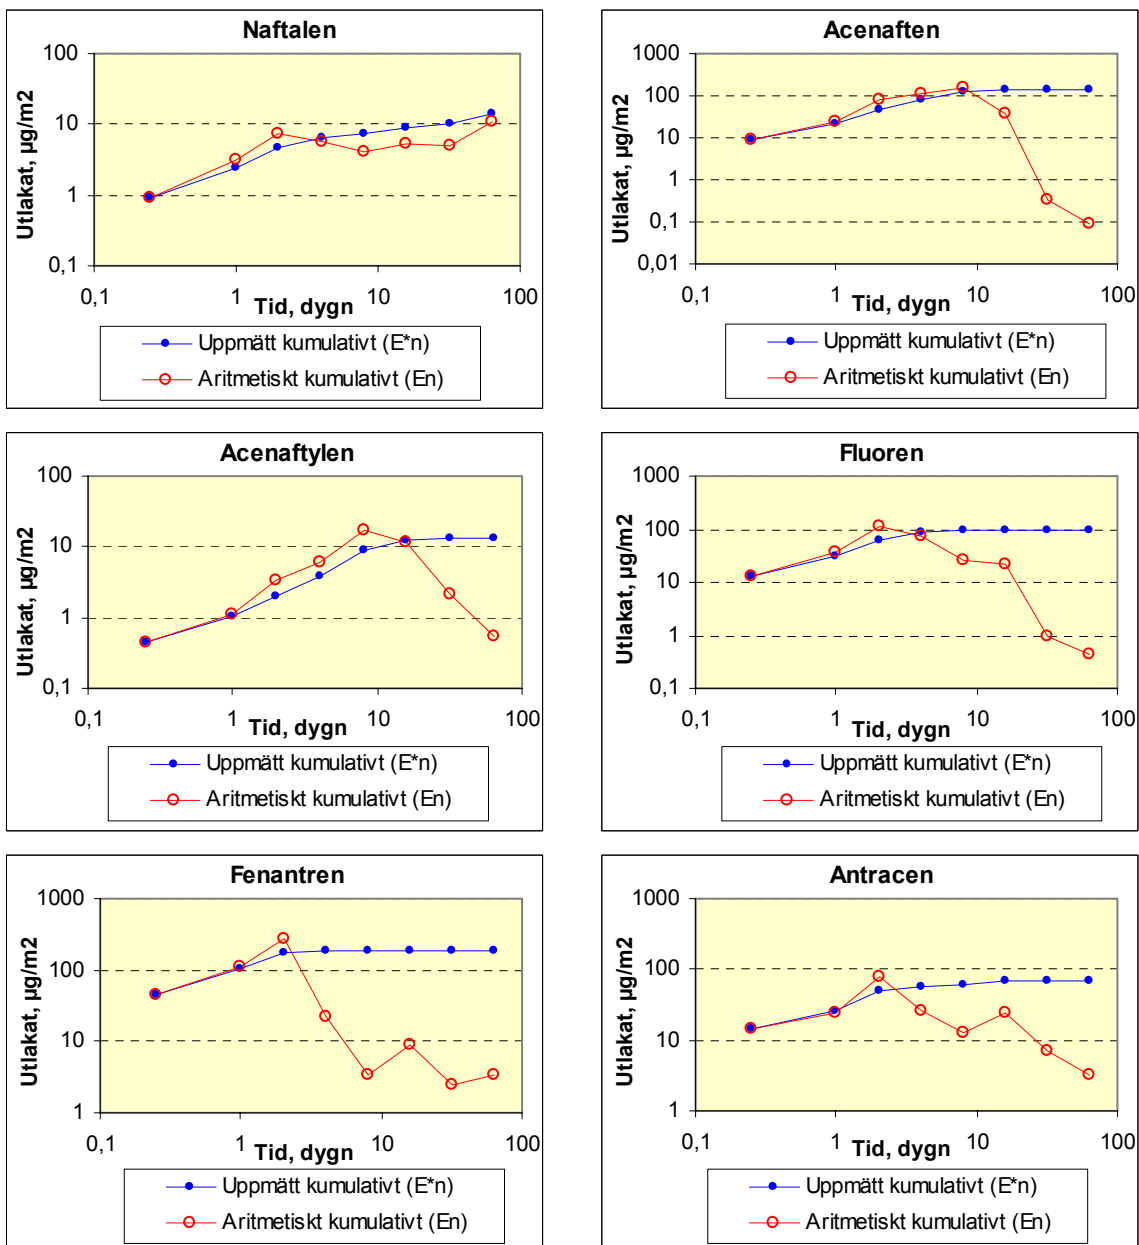 Naftalen
100
10
1
0,1
Utlakat, µg/m2
0,1 1 10 100
Tid, dygn
Uppmätt kumulativt (E*n)
Aritmetiskt kumulativt (En)
Acenaften
1000
100
10
1
0,1
0,01
Utlakat, µg/m2
0,1 1 10 100
Tid, dygn
Uppmätt kumulativt (E*n)
Aritmetiskt kumulativt (En)
Acenaftylen
100
10
1
0,1
Utlakat, µg/m2
0,1 1 10 100
Tid, dygn
Uppmätt kumulativt (E*n)
Aritmetiskt kumulativt (En)
Fluoren
1000
100
10
1
0,1
Utlakat, µg/m2
0,1 1 10 100
Tid, dygn
Uppmätt kumulativt (E*n)
Aritmetiskt kumulativt (En)
Fenantren
1000
100
10
1
Utlakat, µg/m2
0,1 1 10 100
Tid, dygn
Uppmätt kumulativt (E*n)
Aritmetiskt kumulativt (En)
Antracen
1000
100
10
1
Utlakat, µg/m2
0,1 1 10 100
Tid, dygn
Uppmätt kumulativt (E*n)
Aritmetiskt kumulativt (En)